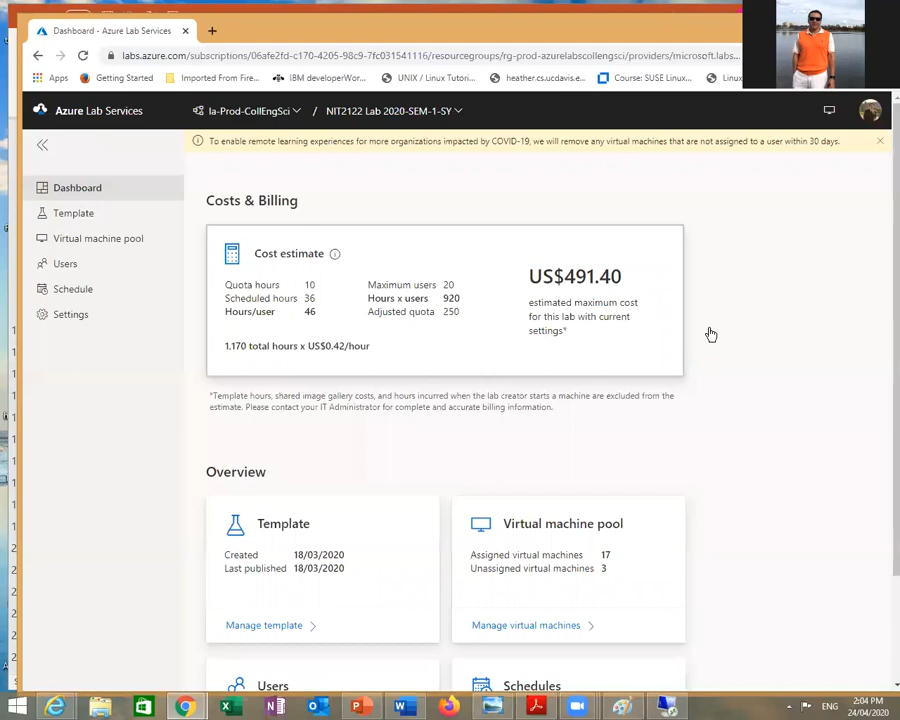 Dashboard - Azure Lab Services
labs.azure.com/subscriptions/06afe2fd-c170-4205-98c9-7fc031541116/resourcegroups/rg-prod-azurelabscollengsci/providers/microsoft.labs...
Apps Getting Started Imported From Fire... IBM developerWor... UNIX / Linux Tutori... heather.cs.ucdavis.e... Course: SUSE Linux... Linux
Azure Lab Services la-Prod-CollEngSci / NIT2122 Lab 2020-SEM-1-SY
To enable remote learning experiences for more organizations impacted by COVID-19, we will remove any virtual machines that are not assigned to a user within 30 days.
Dashboard
Template
Virtual machine pool
Users
Schedule
Settings
Costs & Billing
Cost estimate
Quota hours 10 Maximum users 20
Scheduled hours 36 Hours x users 920
Hours/user 46 Adjusted quota 250
1,170 total hours x US$0.42/hour
US$491.40
estimated maximum cost
for this lab with current
settings*
*Template hours, shared image gallery costs, and hours incurred when the lab creator starts a machine are excluded from the
estimate. Please contact your IT Administrator for complete and accurate billing information.
Overview
Template
Created 18/03/2020
Last published 18/03/2020
Manage template
Virtual machine pool
Assigned virtual machines 17
Unassigned virtual machines 3
Manage virtual machines
Users
Schedules
ENG
2:04 PM
24/04/2020